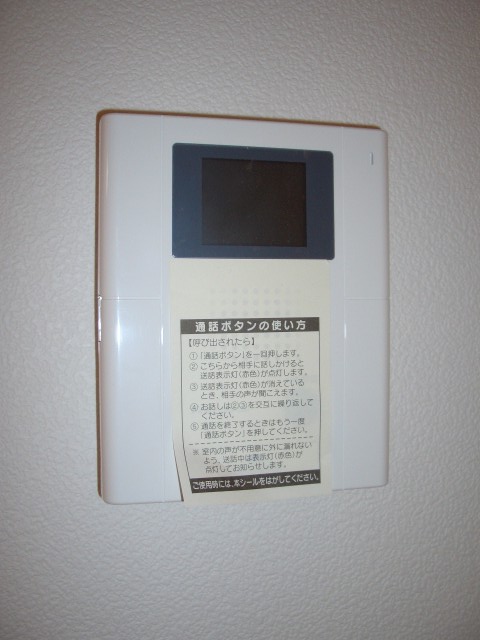 通話ボタンの使い方
【呼び出されたら】
①「通話ボタン」を一回押します。
② こちらから相手に話しかけると
送話表示灯(赤色)が点灯します。
③ 送話表示灯(赤色)が消えている
とき、相手の声が聞こえます。
④ お話しは②③を交互に繰り返して
ください。
⑤ 通話を終了するときはもう一度
「通話ボタン」を押してください。
※ 室内の声が不用意に外に漏れない
よう、送話中は表示灯(赤色)が
点灯してお知らせします。
ご使用時には、本シールをはがしてください。